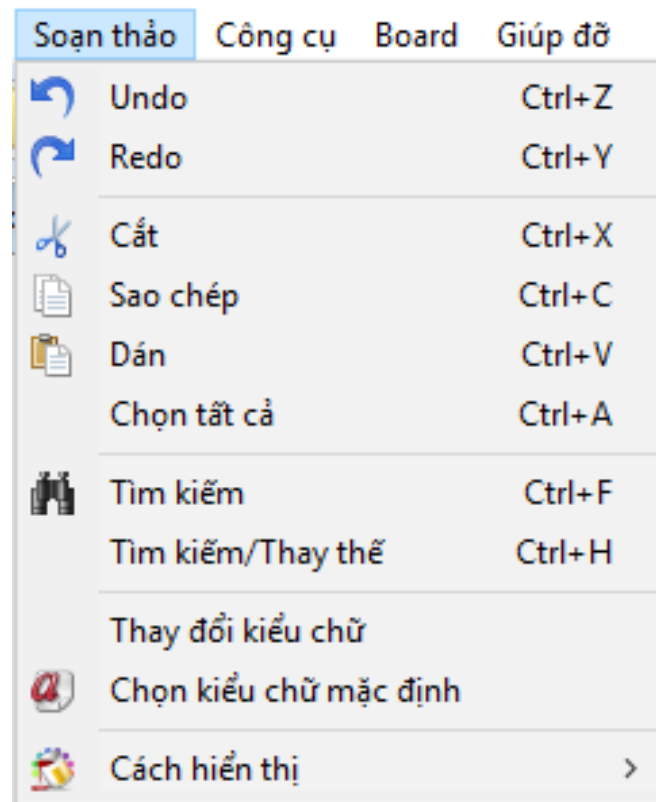 Soạn thảo Công cụ Board Giúp đỡ
Undo Ctrl+Z
Redo Ctrl+Y
Cắt Ctrl+X
Sao chép Ctrl+C
Dán Ctrl+V
Chọn tất cả Ctrl+A
Tìm kiếm Ctrl+F
Tìm kiếm/Thay thế Ctrl+H
Thay đổi kiểu chữ
Chọn kiểu chữ mặc định
Cách hiển thị